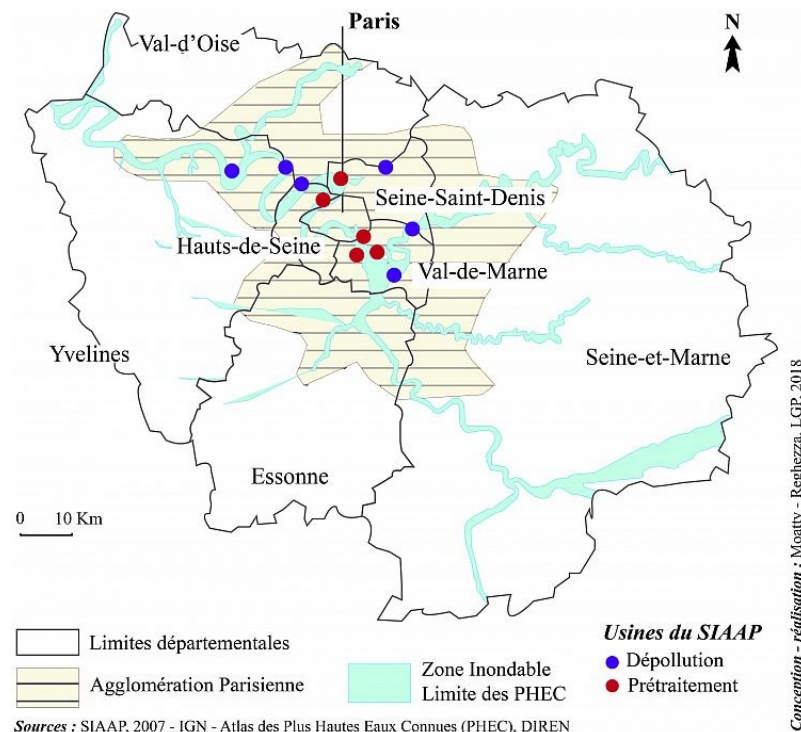 Paris
N
Val-d'Oise
Seine-Saint-Denis
Hauts-de-Seine
Val-de-Marne
Yvelines
Seine-et-Marne
Essonne
0 10 Km
Limites départementales
Agglomération Parisienne
Zone Inondable
Limite des PHEC
Usines du SIAAP
Dépollution
Prétraitement
Sources : SIAAP, 2007 - IGN - Atlas des Plus Hautes Eaux Connues (PHEC), DIREN
Conception - réalisation : Moatty - Reghezza, LGP, 2018